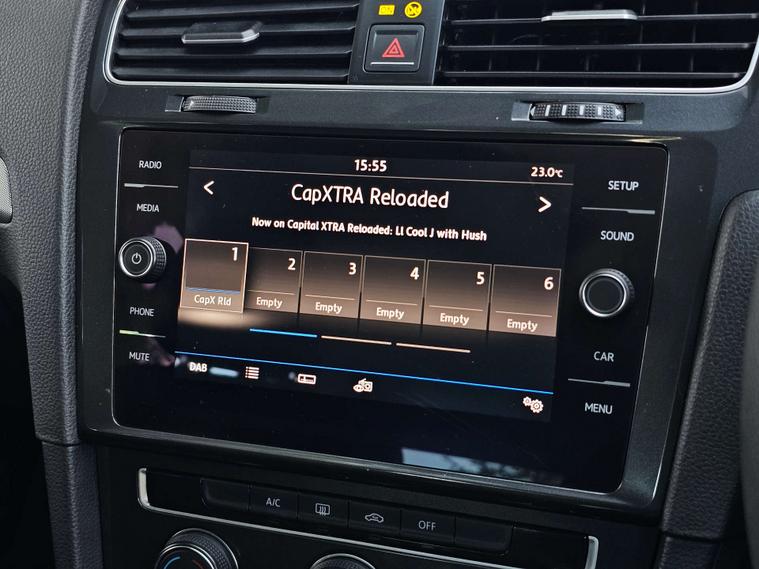 RADIO
MEDIA
PHONE
MUTE
15:55
23.0°C
CapXTRA Reloaded
Now on Capital XTRA Reloaded: Ll Cool J with Hush
1 2 3 4 5 6
CapX Rld Empty Empty Empty Empty Empty
DAB
SETUP
SOUND
CAR
MENU
A/C
OFF